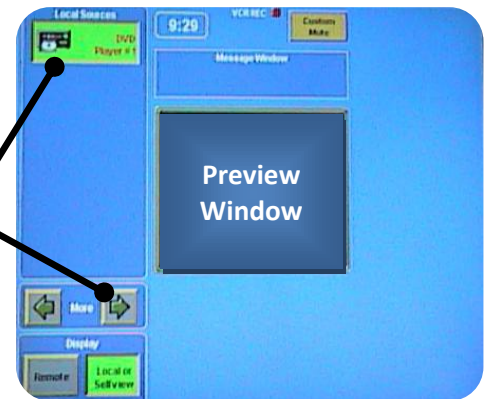 Local Sources
DVD
Player #1
9:29
VCR REC
Custom
Mute
Message Window
Preview
Window
More
Display
Remote
Local or
Selfview